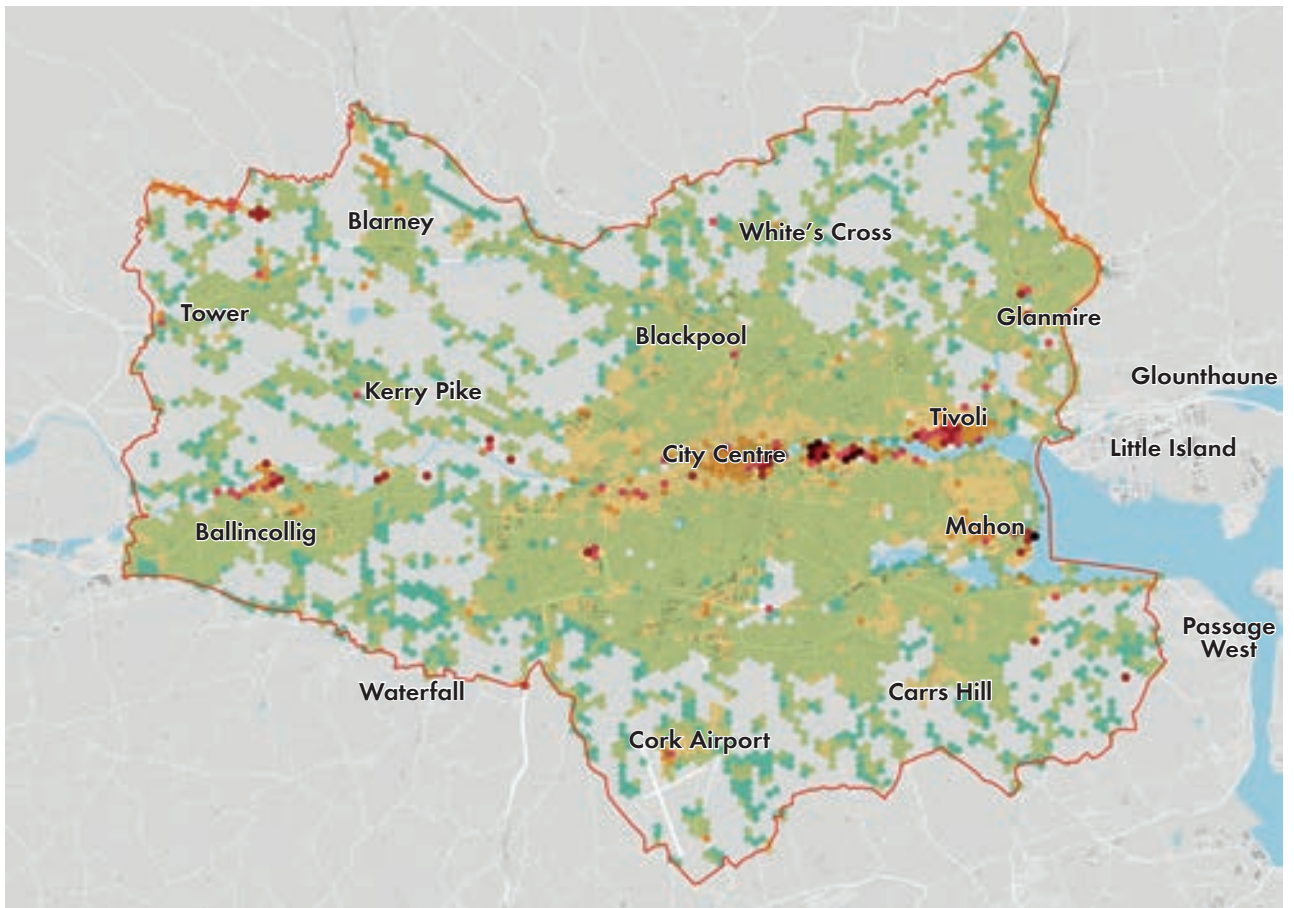 Blarney
White's Cross
Tower
Glanmire
Blackpool
Glounthaune
Kerry Pike
Tivoli
Little Island
City Centre
Mahon
Ballincollig
Passage
West
Waterfall
Carrs Hill
Cork Airport